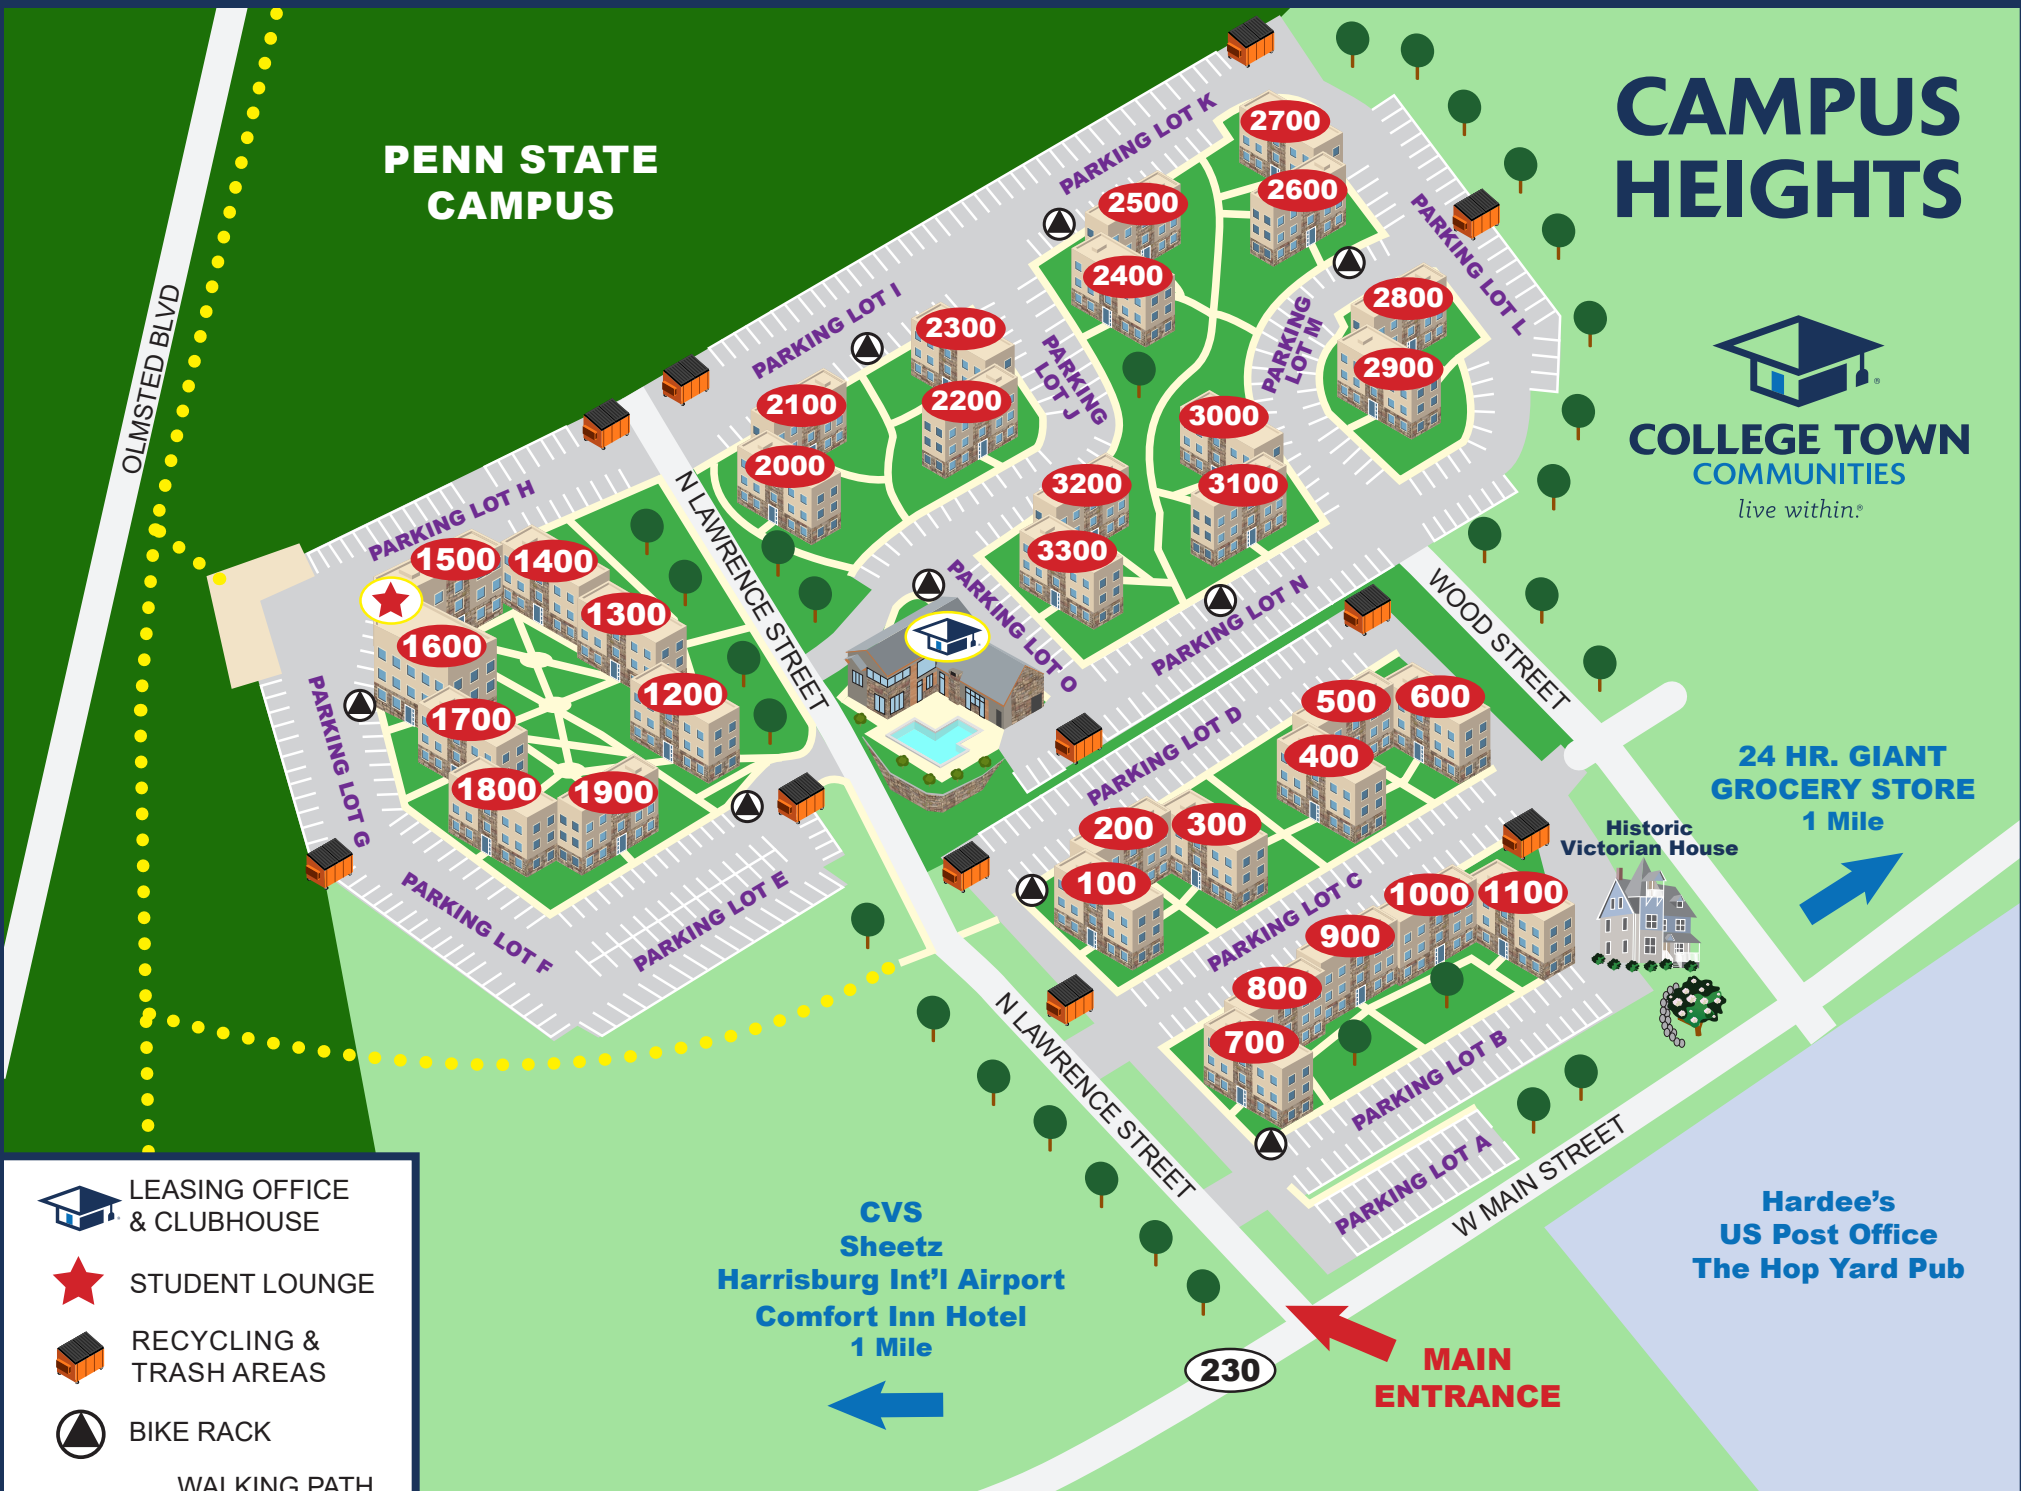 CAMPUS
HEIGHTS
COLLEGE TOWN
COMMUNITIES
live within.®
PENN STATE
CAMPUS
OLMSTED BLVD
PARKING LOT K
2700
2600
2500
2400
PARKING LOT L
PARKING LOT I
2300
2200
2100
2000
PARKING
LOT J
PARKING
LOT M
2800
2900
3000
3100
3200
3300
PARKING LOT H
N LAWRENCE STREET
1500
1400
1300
1200
1600
1700
1800
1900
PARKING LOT G
PARKING LOT F
PARKING LOT E
PARKING LOT O
PARKING LOT N
WOOD STREET
PARKING LOT D
500
600
400
200
300
100
PARKING LOT C
1000
1100
900
800
700
PARKING LOT B
PARKING LOT A
N LAWRENCE STREET
W MAIN STREET
Historic
Victorian House
24 HR. GIANT
GROCERY STORE
1 Mile
Hardee's
US Post Office
The Hop Yard Pub
CVS
Sheetz
Harrisburg Int'l Airport
Comfort Inn Hotel
1 Mile
230
MAIN
ENTRANCE
LEASING OFFICE
& CLUBHOUSE
STUDENT LOUNGE
RECYCLING &
TRASH AREAS
BIKE RACK
WALKING PATH